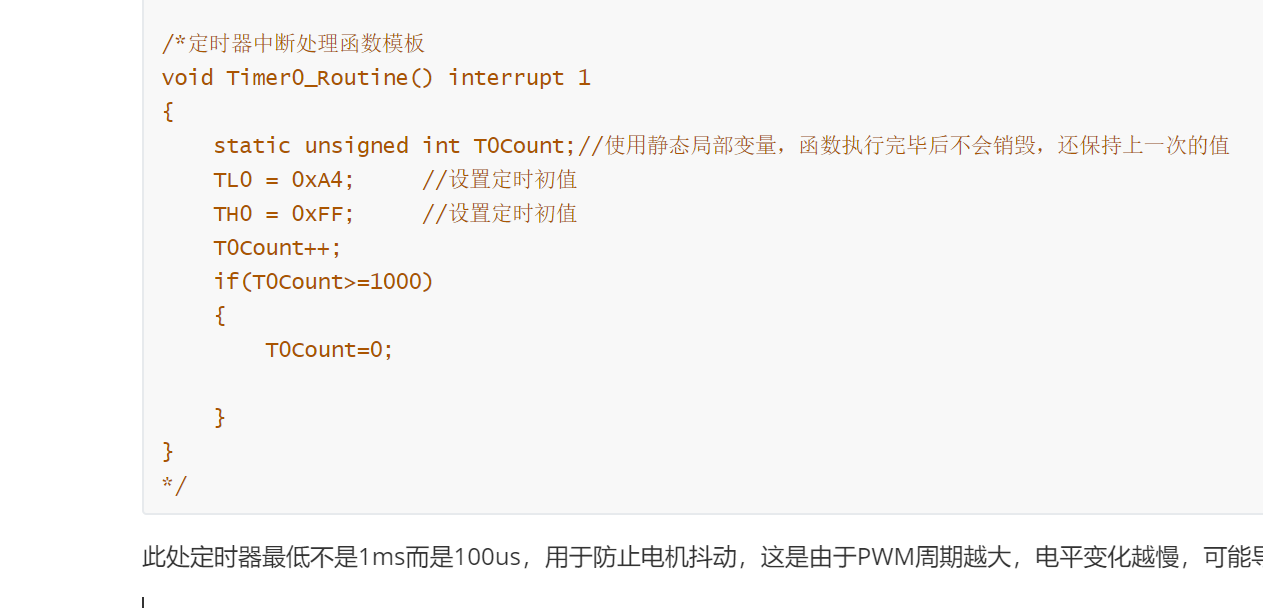 /*定时器中断处理函数模板
void Timer0_Routine() interrupt 1
{
    static unsigned int T0Count;//使用静态局部变量，函数执行完毕后不会销毁，还保持上一次的值
    TL0 = 0xA4;     //设置定时初值
    TH0 = 0xFF;     //设置定时初值
    T0Count++;
    if(T0Count>=1000)
    {
        T0Count=0;
    }
}
*/
此处定时器最低不是1ms而是100us，用于防止电机抖动，这是由于PWM周期越大，电平变化越慢，可能